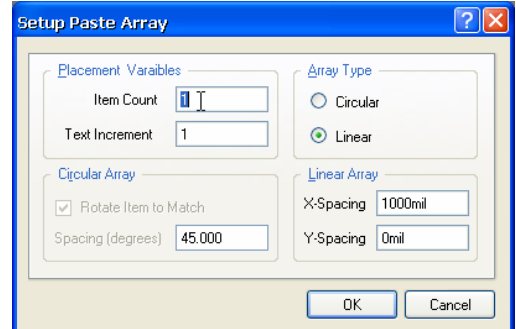 Setup Paste Array
Placement Varaibles
Item Count 1
Text Increment 1
Array Type
Circular
Linear
Circular Array
Rotate Item to Match
Spacing (degrees) 45.000
Linear Array
X-Spacing 1000mil
Y-Spacing 0mil
OK Cancel